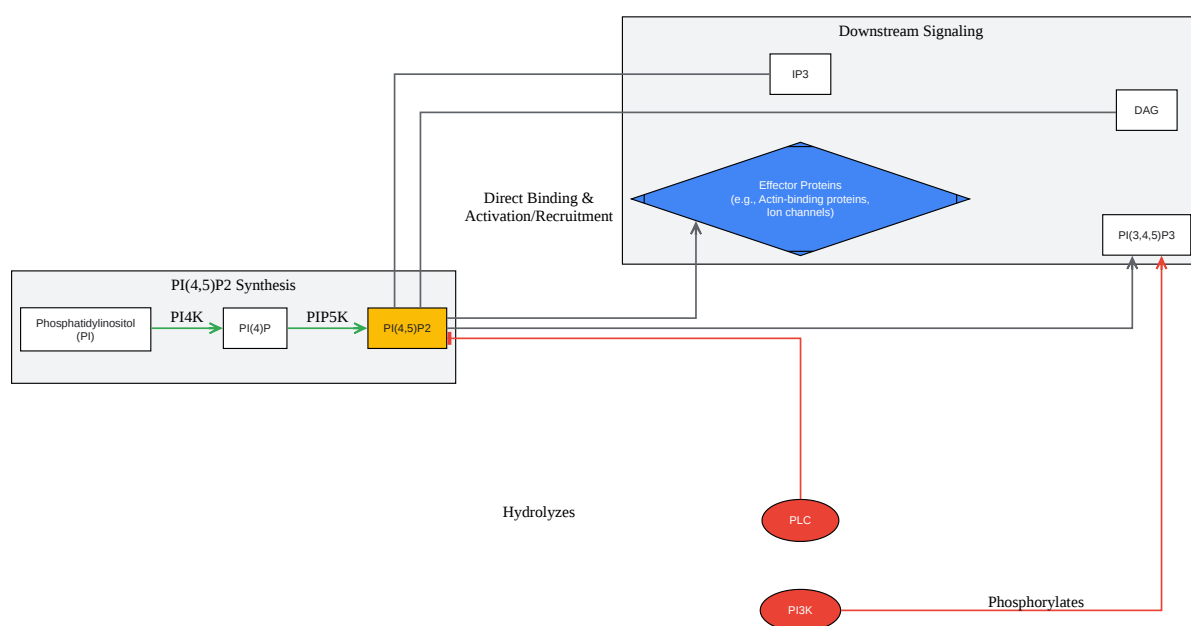 Downstream Signaling
IP3
DAG
Direct Binding &
Activation/Recruitment
Effector Proteins
(e.g., Actin-binding proteins,
Ion channels)
PI(3,4,5)P3
PI(4,5)P2 Synthesis
Phosphatidylinositol
(PI)
PI4K
PI(4)P
PIP5K
PI(4,5)P2
Hydrolyzes
PLC
PI3K
Phosphorylates